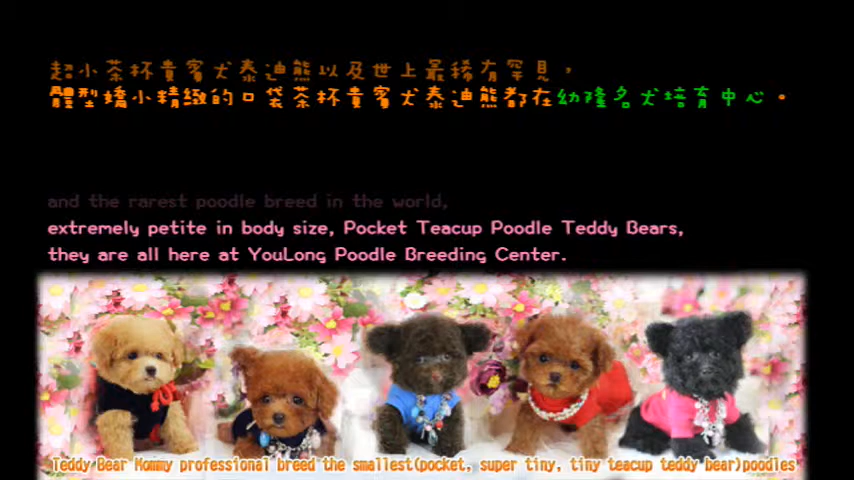 超小茶杯貴賓犬泰迪熊以及世上最稀有罕見，
體型嬌小精緻的口袋茶杯貴賓犬泰迪熊都在幼隆名犬培育中心。
and the rarest poodle breed in the world,
extremely petite in body size, Pocket Teacup Poodle Teddy Bears,
they are all here at YouLong Poodle Breeding Center.
Teddy Bear Mommy professional breed the smallest(pocket, super tiny, tiny teacup teddy bear)poodles